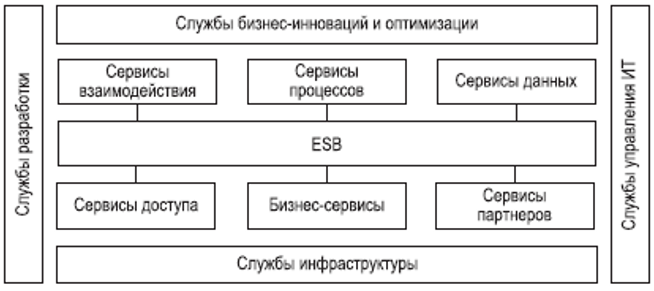 Службы бизнес-инноваций и оптимизации
Службы разработки
Сервисы
взаимодействия
Сервисы
процессов
Сервисы данных
Службы управления ИТ
ESB
Сервисы доступа
Бизнес-сервисы
Сервисы
партнеров
Службы инфраструктуры